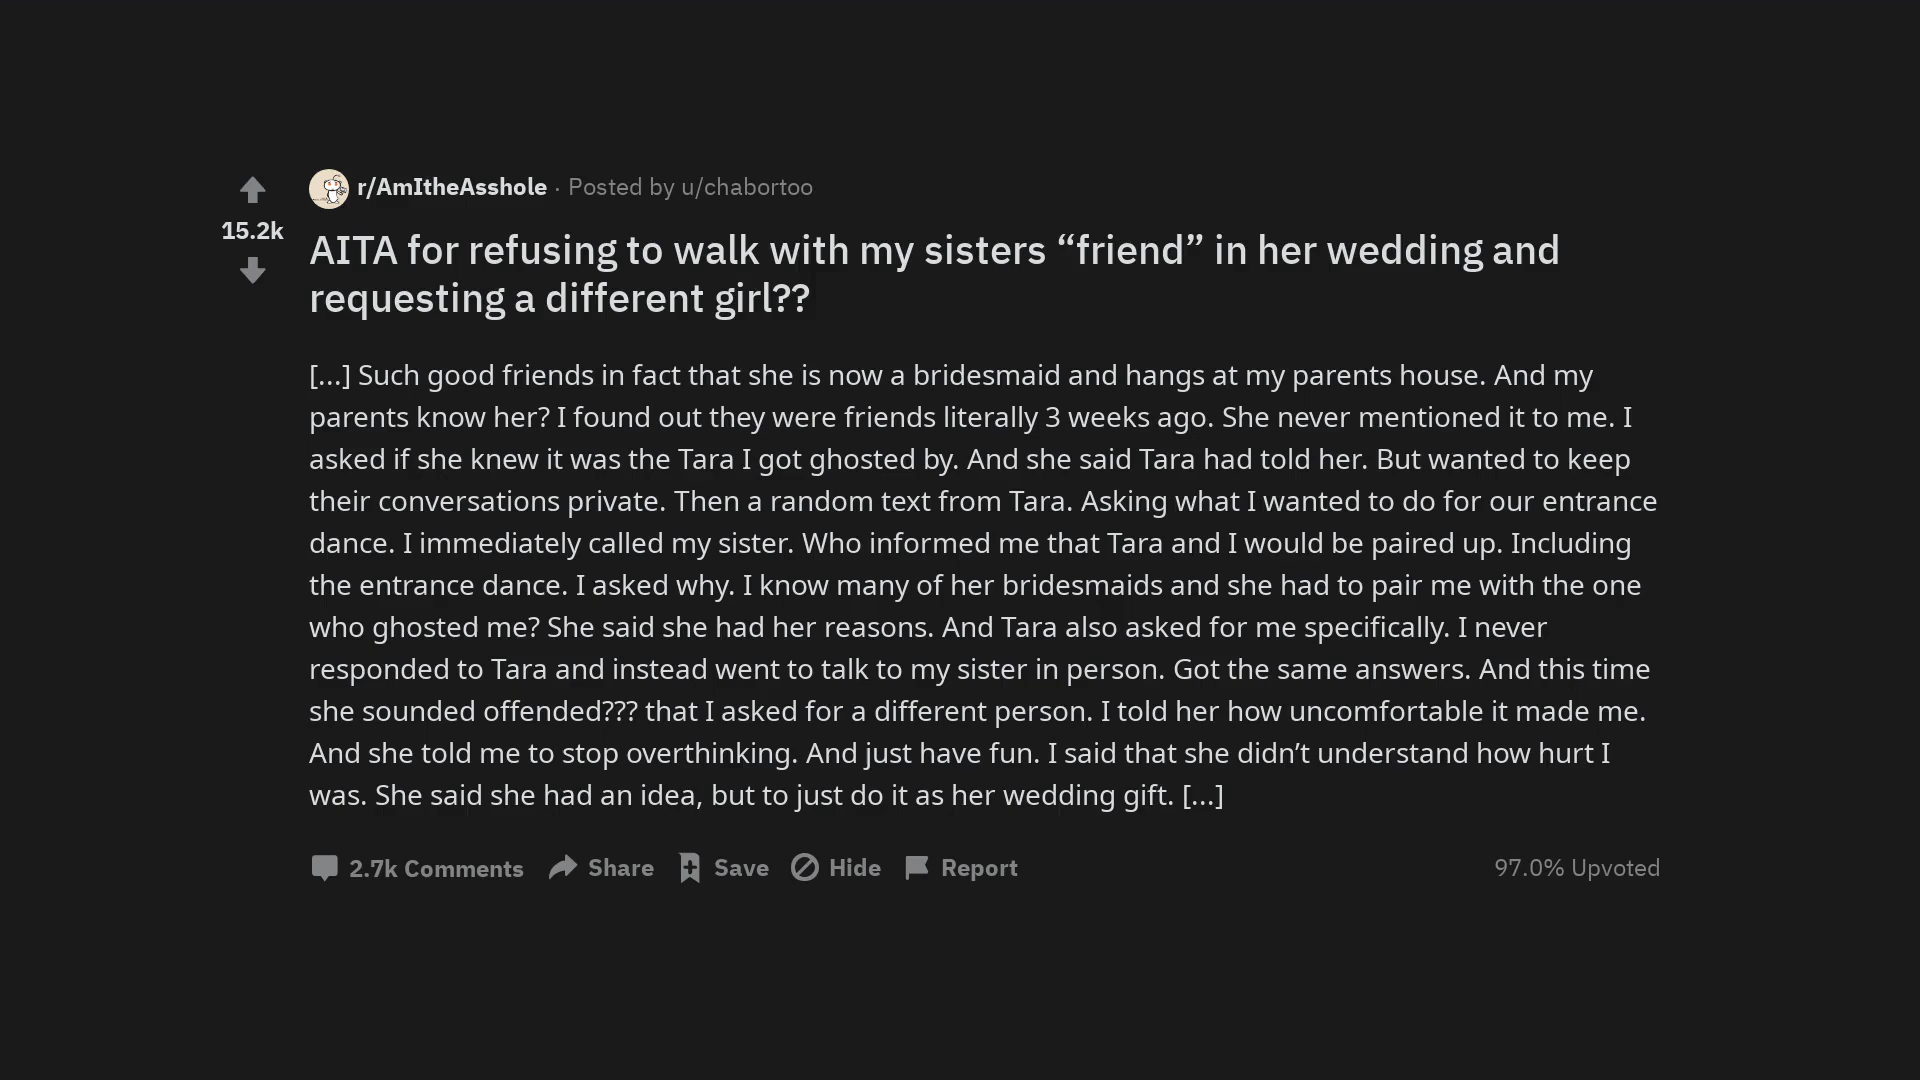 r/AmItheAsshole · Posted by u/chabortoo
15.2k
AITA for refusing to walk with my sisters “friend” in her wedding and
requesting a different girl??
[...] Such good friends in fact that she is now a bridesmaid and hangs at my parents house. And my
parents know her? I found out they were friends literally 3 weeks ago. She never mentioned it to me. I
asked if she knew it was the Tara I got ghosted by. And she said Tara had told her. But wanted to keep
their conversations private. Then a random text from Tara. Asking what I wanted to do for our entrance
dance. I immediately called my sister. Who informed me that Tara and I would be paired up. Including
the entrance dance. I asked why. I know many of her bridesmaids and she had to pair me with the one
who ghosted me? She said she had her reasons. And Tara also asked for me specifically. I never
responded to Tara and instead went to talk to my sister in person. Got the same answers. And this time
she sounded offended??? that I asked for a different person. I told her how uncomfortable it made me.
And she told me to stop overthinking. And just have fun. I said that she didn’t understand how hurt I
was. She said she had an idea, but to just do it as her wedding gift. [...]
2.7k Comments Share Save Hide Report 97.0% Upvoted